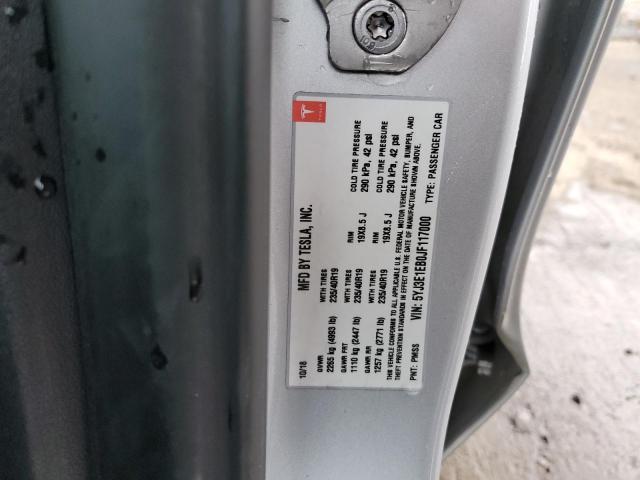 TESLA
MFD BY TESLA, INC.
10/18
GVWR WITH TIRES RIM COLD TIRE PRESSURE
2265 kg (4993 lb) 235/40R19 19X8.5 J 290 kPa, 42 psi
GAWR FRT WITH TIRES RIM COLD TIRE PRESSURE
1110 kg (2447 lb) 235/40R19 19X8.5 J 290 kPa, 42 psi
GAWR RR WITH TIRES
1257 kg (2771 lb) 235/40R19
THIS VEHICLE CONFORMS TO ALL APPLICABLE U.S. FEDERAL MOTOR VEHICLE SAFETY, BUMPER, AND
THEFT PREVENTION STANDARDS IN EFFECT ON THE DATE OF MANUFACTURE SHOWN ABOVE.
PNT: PMSS VIN: 5YJ3E1EB0JF117000 TYPE: PASSENGER CAR